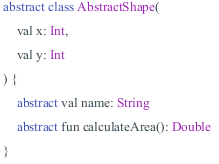 abstract class AbstractShape(
    val x: Int,
    val y: Int
) {
    abstract val name: String
    abstract fun calculateArea(): Double
}